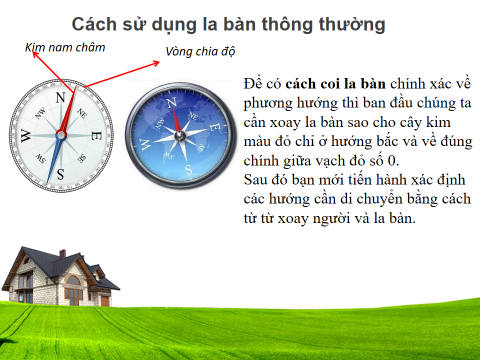 Cách sử dụng la bàn thông thường
Kim nam châm
Vòng chia độ
N
W
E
S
N
E
W
S
Để có cách coi la bàn chính xác về
phương hướng thì ban đầu chúng ta
cần xoay la bàn sao cho cây kim
màu đỏ chỉ ở hướng bắc và về đúng
chính giữa vạch đỏ số 0.
Sau đó bạn mới tiến hành xác định
các hướng cần di chuyển bằng cách
từ từ xoay người và la bàn.